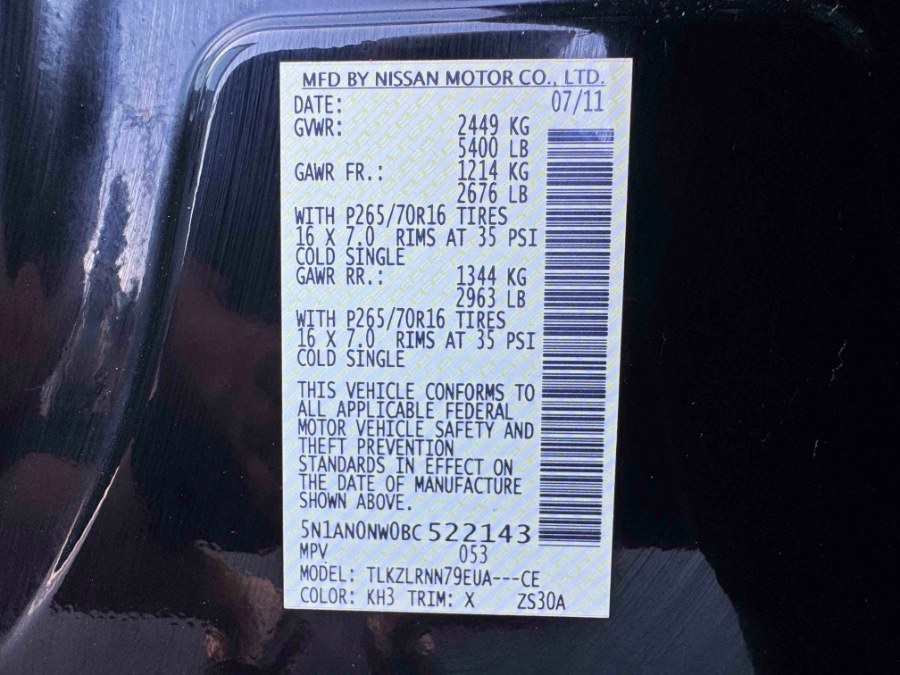 MFD BY NISSAN MOTOR CO., LTD.
DATE: 07/11
GVWR: 2449 KG
5400 LB
GAWR FR.: 1214 KG
2676 LB
WITH P265/70R16 TIRES
16 X 7.0 RIMS AT 35 PSI
COLD SINGLE
GAWR RR.: 1344 KG
2963 LB
WITH P265/70R16 TIRES
16 X 7.0 RIMS AT 35 PSI
COLD SINGLE
THIS VEHICLE CONFORMS TO
ALL APPLICABLE FEDERAL
MOTOR VEHICLE SAFETY AND
THEFT PREVENTION
STANDARDS IN EFFECT ON
THE DATE OF MANUFACTURE
SHOWN ABOVE.
5N1AN0NW0BC 522143
MPV 053
MODEL: TLKZLRNN79EUA---CE
COLOR: KH3 TRIM: X ZS30A